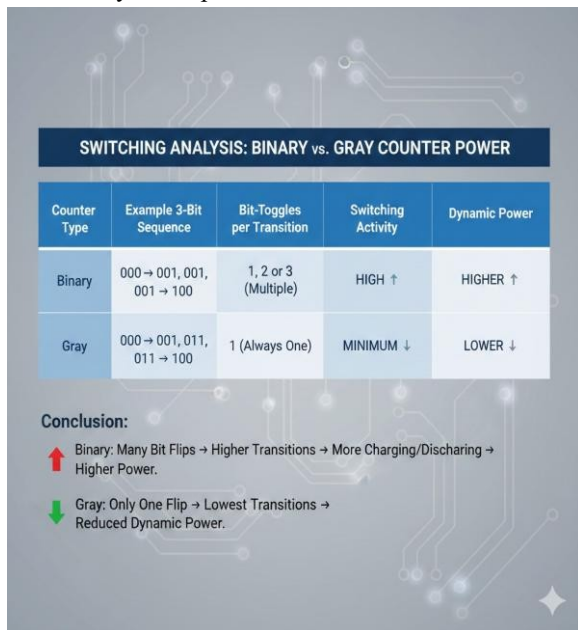 SWITCHING ANALYSIS: BINARY vs. GRAY COUNTER POWER
Counter Type
Example 3-Bit Sequence
Bit-Toggles per Transition
Switching Activity
Dynamic Power
Binary
000 → 001, 001,
001 → 100
1, 2 or 3
(Multiple)
HIGH ↑
HIGHER ↑
Gray
000 → 001, 011,
011 → 100
1 (Always One)
MINIMUM ↓
LOWER ↓
Conclusion:
Binary: Many Bit Flips → Higher Transitions → More Charging/Discharing →
Higher Power.
Gray: Only One Flip → Lowest Transitions →
Reduced Dynamic Power.